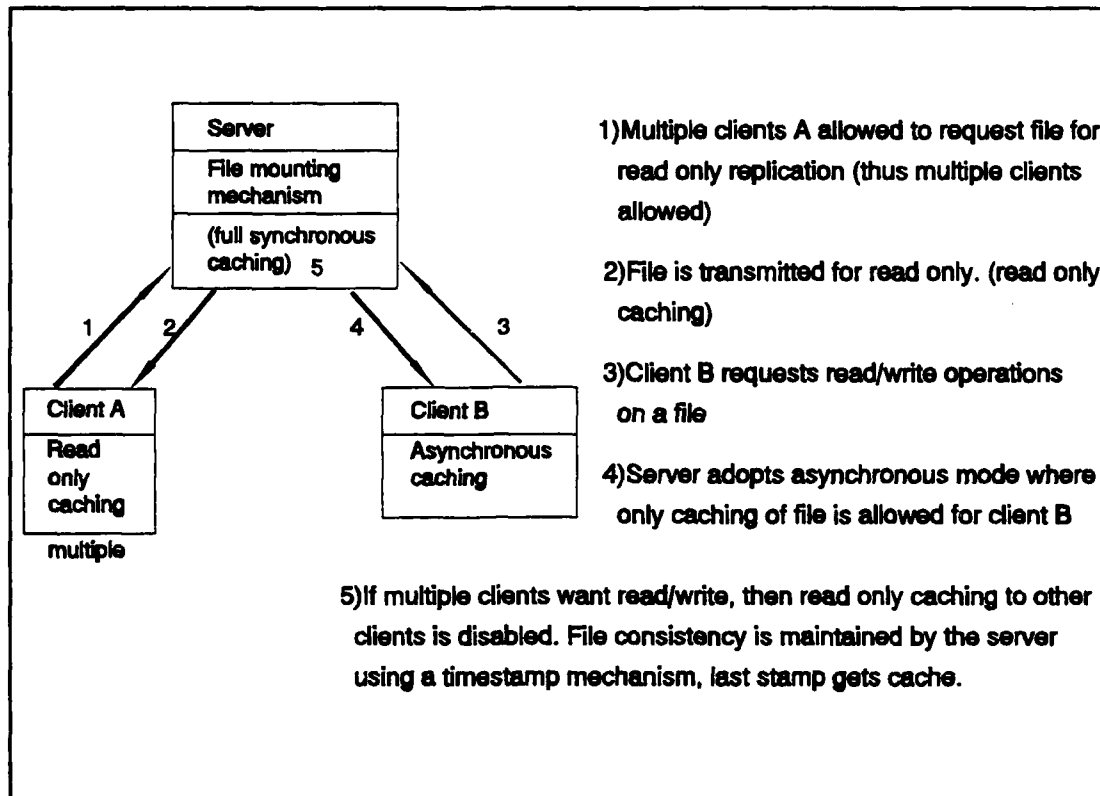 Server
File mounting
mechanism
(full synchronous
caching) 5
1
2
4
3
Client A
Read
only
caching
multiple
Client B
Asynchronous
caching
1)Multiple clients A allowed to request file for
read only replication (thus multiple clients
allowed)
2)File is transmitted for read only. (read only
caching)
3)Client B requests read/write operations
on a file
4)Server adopts asynchronous mode where
only caching of file is allowed for client B
5)If multiple clients want read/write, then read only caching to other
clients is disabled. File consistency is maintained by the server
using a timestamp mechanism, last stamp gets cache.